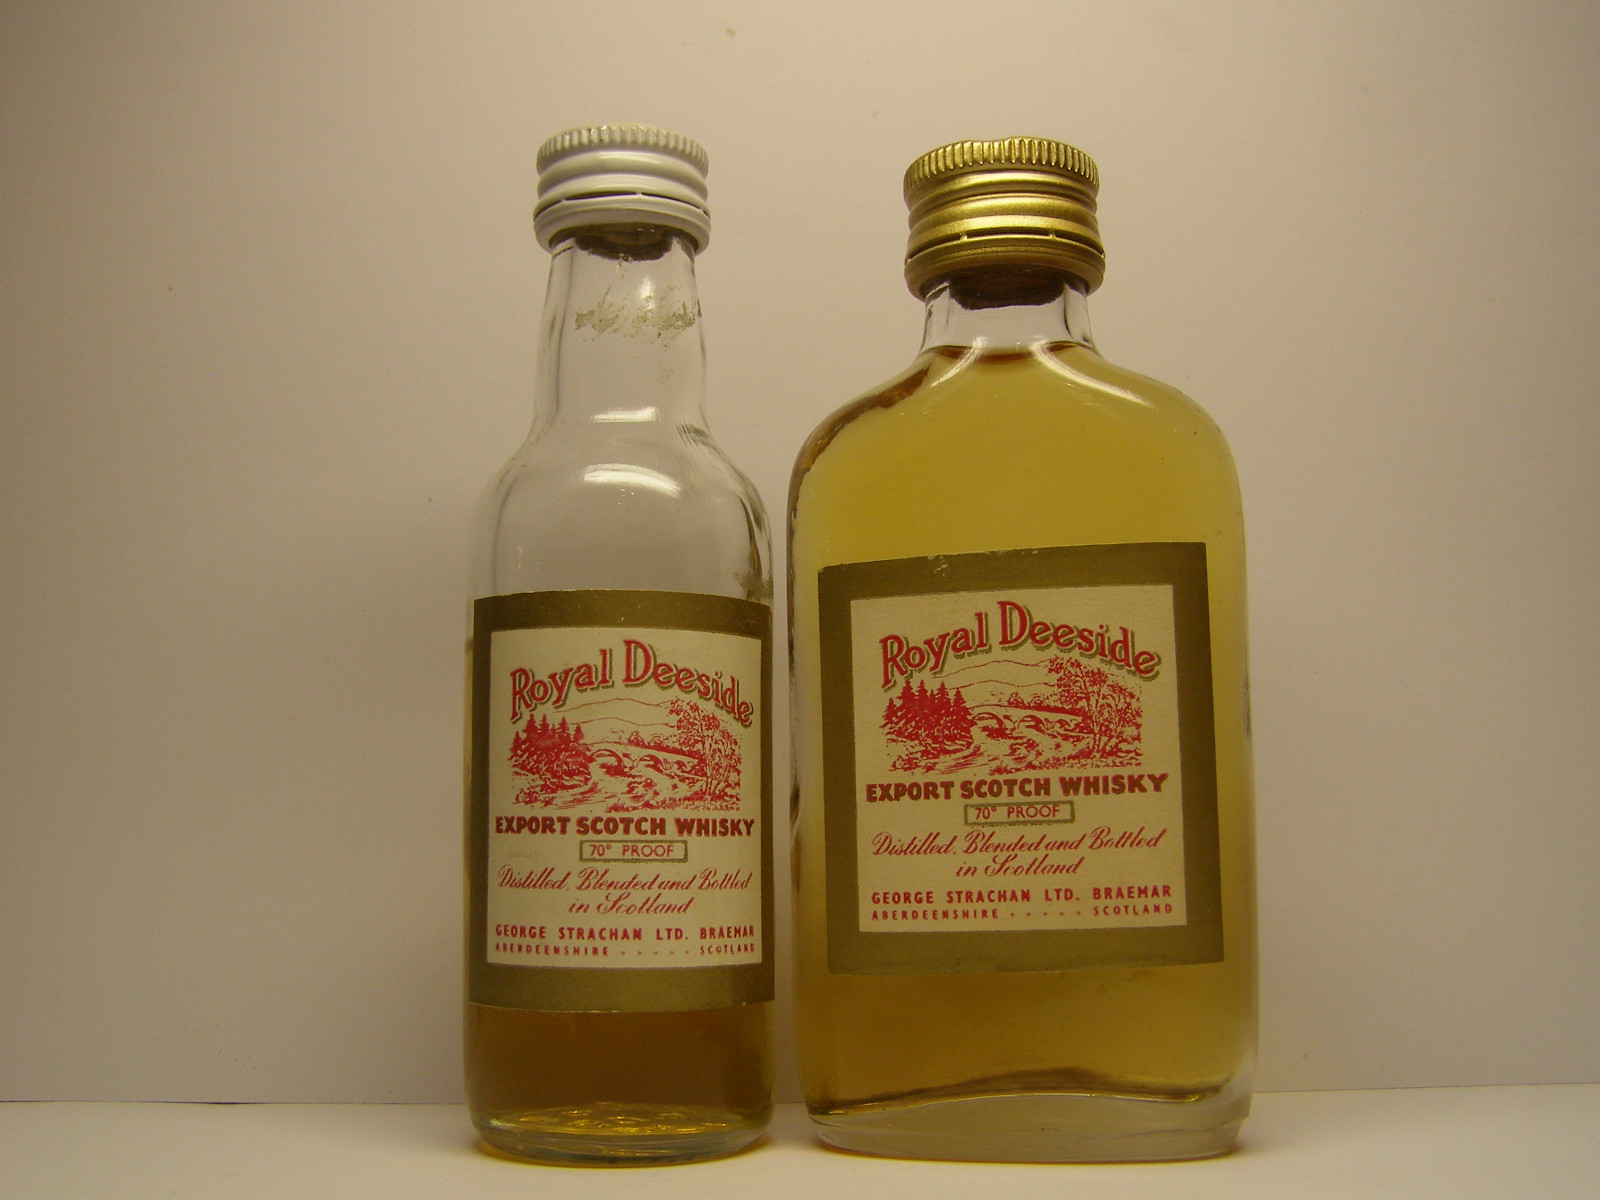 Royal Deeside
EXPORT SCOTCH WHISKY
70° PROOF
Distilled, Blended and Bottled
in Scotland
GEORGE STRACHAN LTD. BRAEMAR
ABERDEENSHIRE - - - - - SCOTLAND
Royal Deeside
EXPORT SCOTCH WHISKY
70° PROOF
Distilled, Blended and Bottled
in Scotland
GEORGE STRACHAN LTD. BRAEMAR
ABERDEENSHIRE - - - - - SCOTLAND